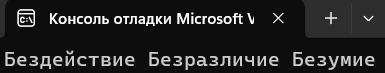 Консоль отладки Microsoft V
Бездействие Безразличие Безумие